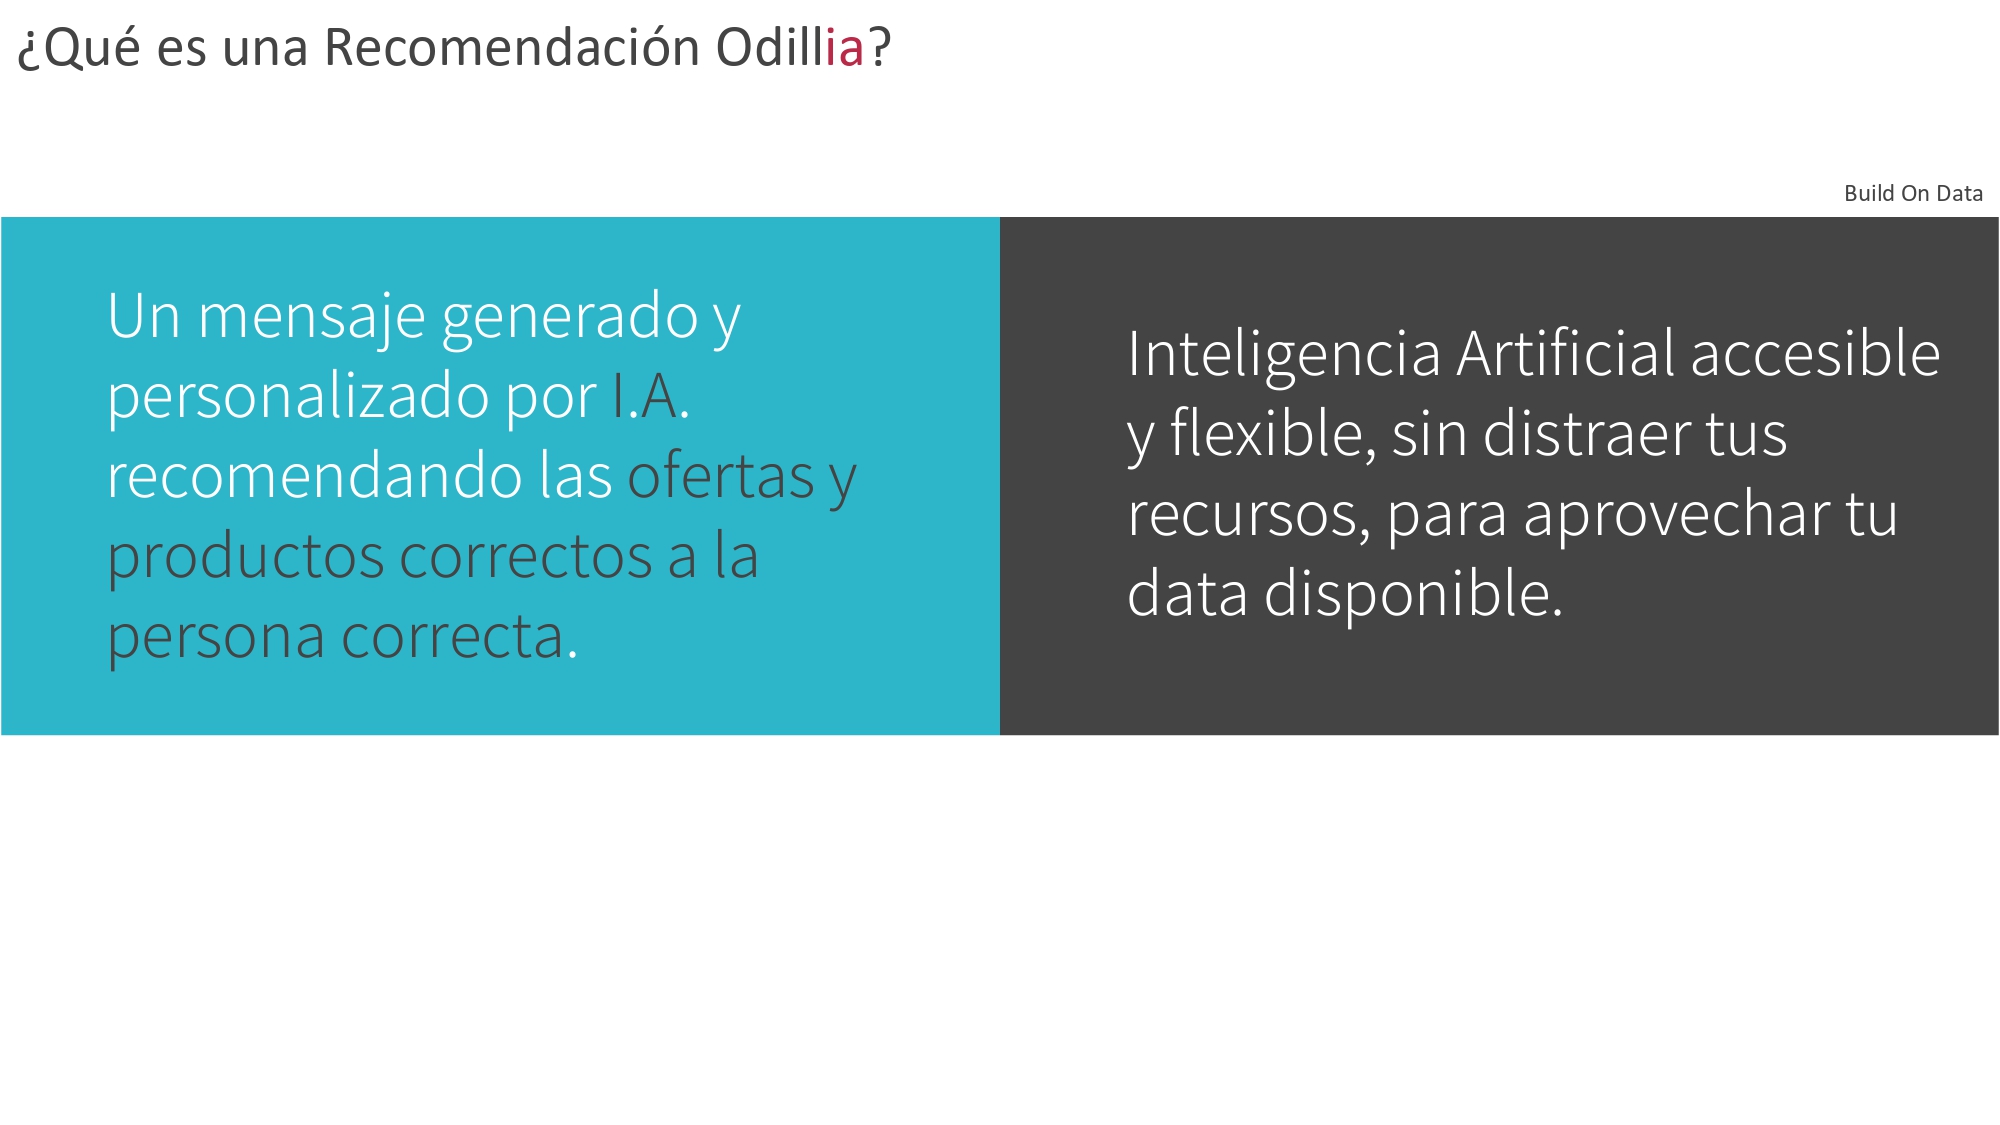 ¿Qué es una Recomendación Odillia?
Build On Data
Un mensaje generado y
personalizado por I.A.
recomendando las ofertas y
productos correctos a la
persona correcta.
Inteligencia Artificial accesible
y flexible, sin distraer tus
recursos, para aprovechar tu
data disponible.